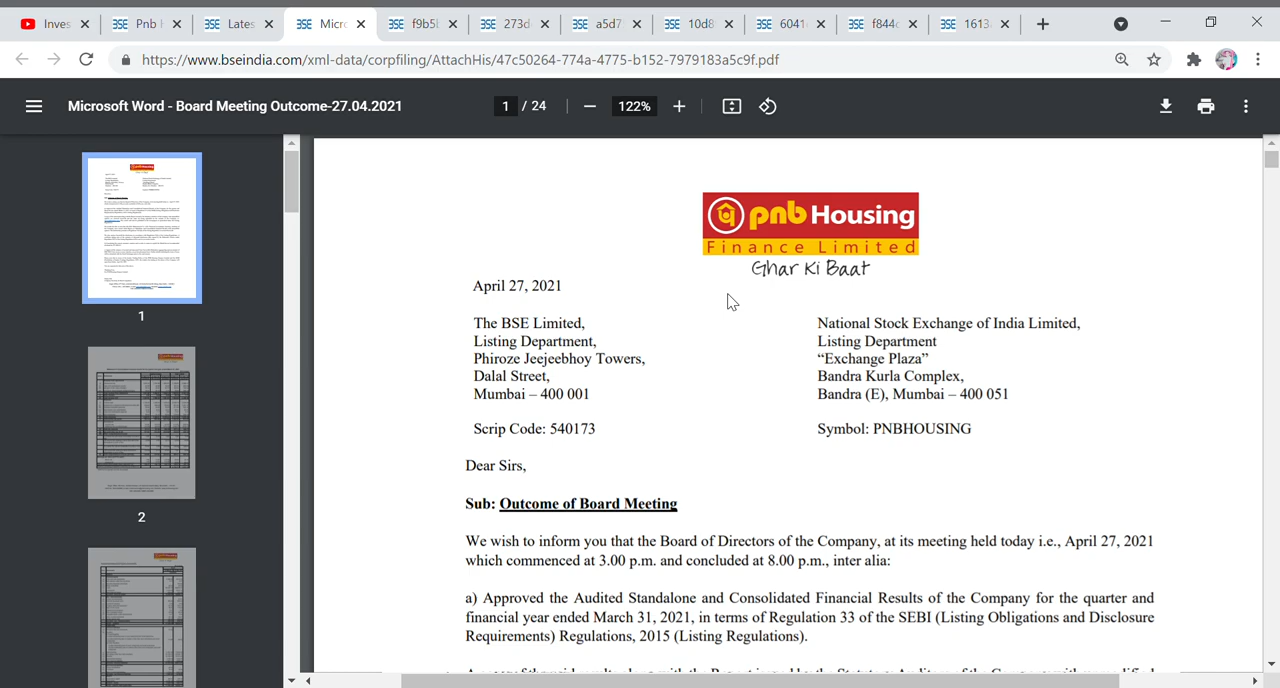 Inves
Pnb
Lates
Micro
f9b5
273d
a5d7
10d8
6041
f844
1613
https://www.bseindia.com/xml-data/corpfiling/AttachHis/47c50264-774a-4775-b152-7979183a5c9f.pdf
Microsoft Word - Board Meeting Outcome-27.04.2021
1 / 24
122%
pnb Housing
Finance Limited
Ghar Ki Baat
April 27, 2021
The BSE Limited,
Listing Department,
Phiroze Jeejeebhoy Towers,
Dalal Street,
Mumbai – 400 001
Scrip Code: 540173
National Stock Exchange of India Limited,
Listing Department
“Exchange Plaza”
Bandra Kurla Complex,
Bandra (E), Mumbai – 400 051
Symbol: PNBHOUSING
Dear Sirs,
Sub: Outcome of Board Meeting
We wish to inform you that the Board of Directors of the Company, at its meeting held today i.e., April 27, 2021
which commenced at 3.00 p.m. and concluded at 8.00 p.m., inter alia:
a) Approved the Audited Standalone and Consolidated Financial Results of the Company for the quarter and
financial year ended March 31, 2021, in terms of Regulation 33 of the SEBI (Listing Obligations and Disclosure
Requirements) Regulations, 2015 (Listing Regulations).
1
2